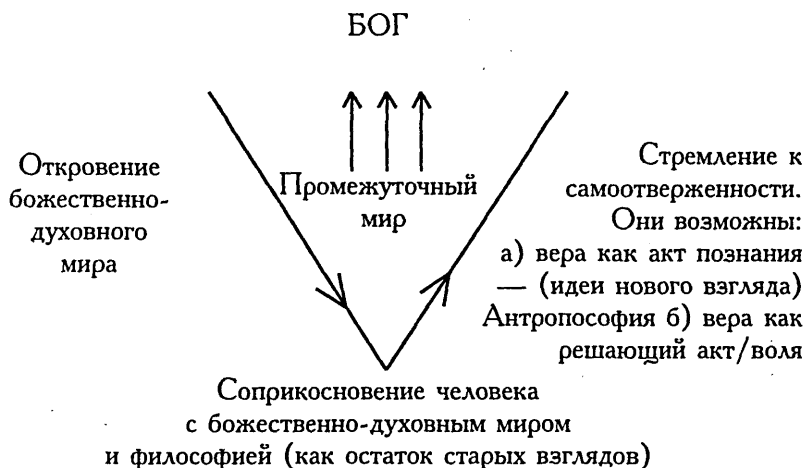 БОГ
Откровение
божественно-
духовного
мира
Промежуточный
мир
Стремление к
самоотверженности.
Они возможны:
а) вера как акт познания
— (идеи нового взгляда)
Антропософия б) вера как
решающий акт/воля
Соприкосновение человека
с божественно-духовным миром
и философией (как остаток старых взглядов)